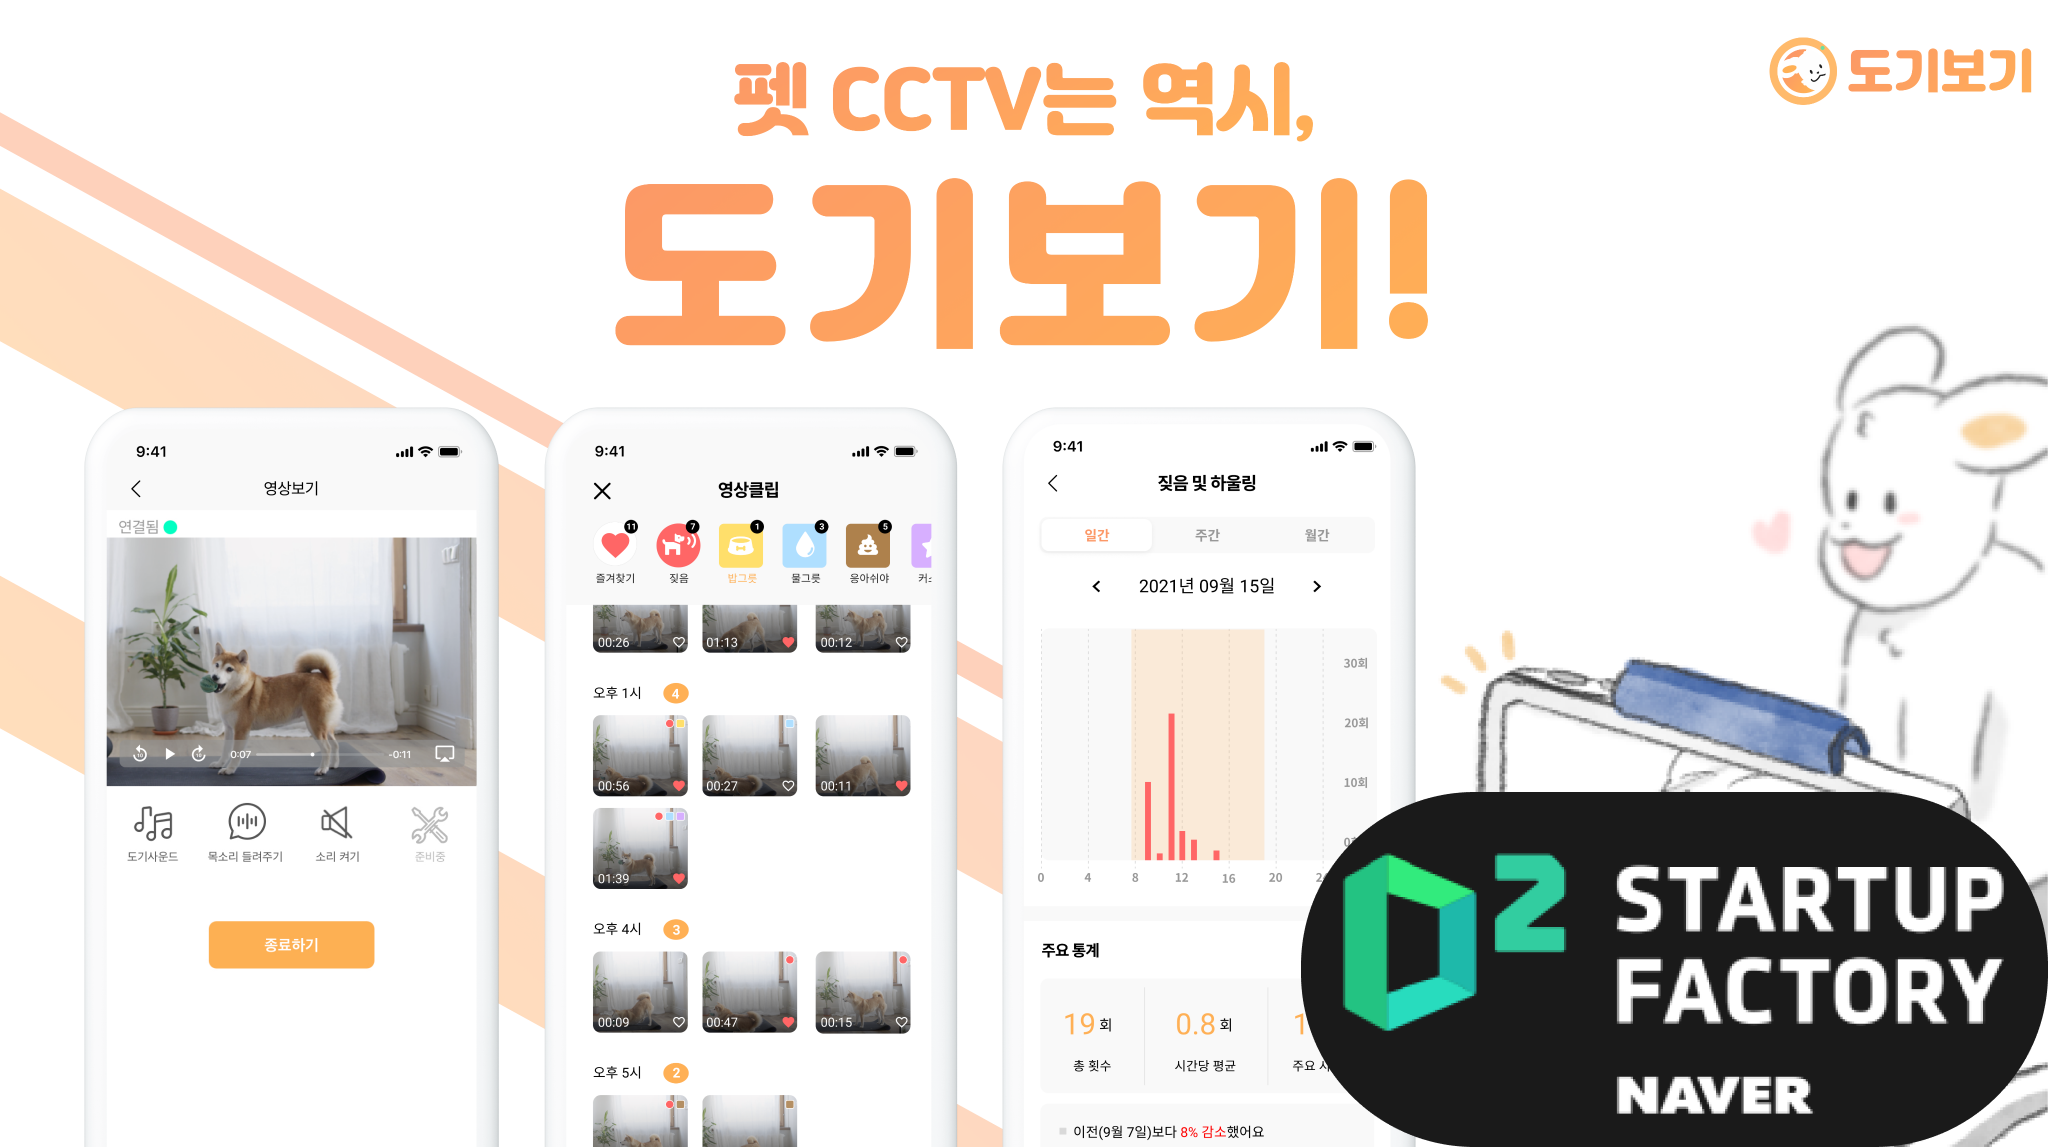 펫 CCTV는 역시,
도기보기!
도기보기
9:41
영상보기
연결됨
0:07
-0:11
도기사운드
목소리 들려주기
소리 켜기
준비중
종료하기
9:41
영상클립
11
7
1
3
5
즐겨찾기
짖음
밥그릇
물그릇
응아쉬야
00:26
01:13
00:12
오후 1시
4
00:56
00:27
00:11
01:39
오후 4시
3
00:09
00:47
00:15
오후 5시
2
9:41
짖음 및 하울링
일간
주간
월간
2021년 09월 15일
30회
20회
10회
0 4 8 12 16 20
주요 통계
19 회
총 횟수
0.8 회
시간당 평균
주요
이전(9월 7일)보다 8% 감소했어요
D2 STARTUP
FACTORY
NAVER